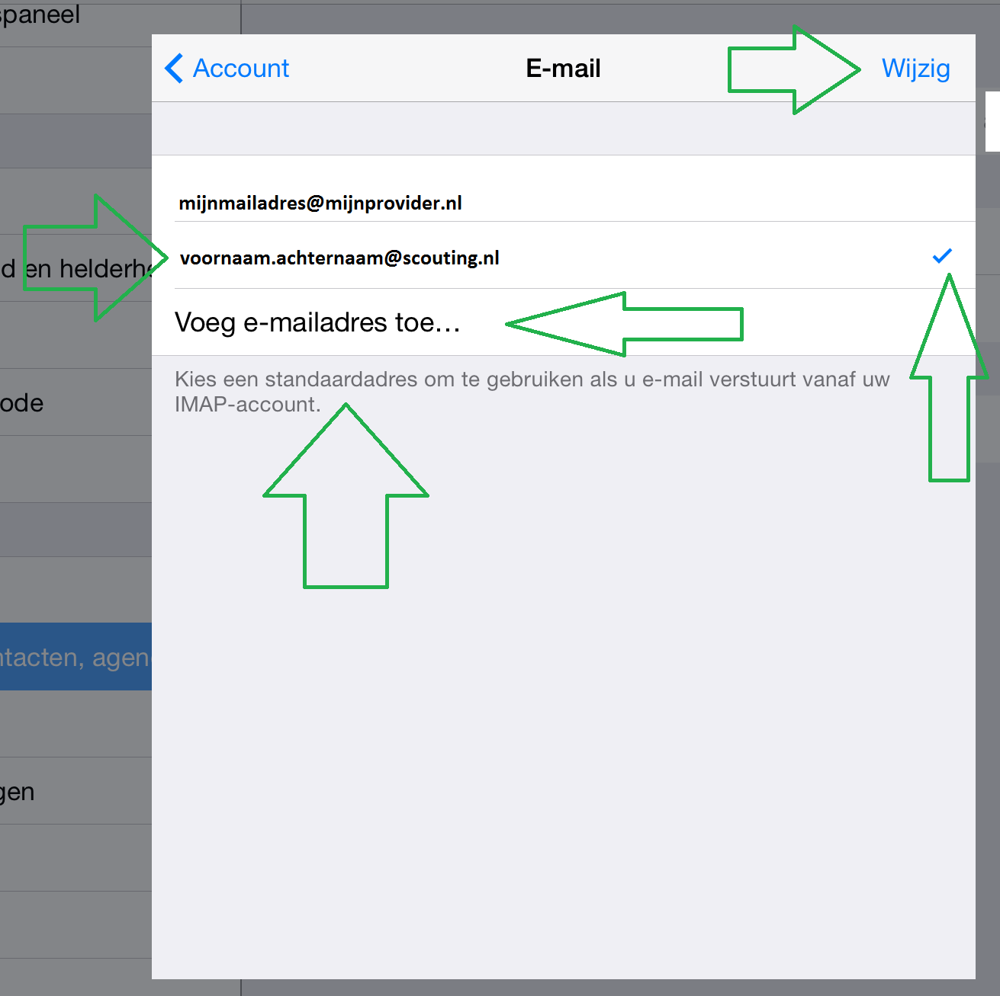 spaneel
Account
E-mail
Wijzig
mijnmailadres@mijnprovider.nl
voornaam.achternaam@scouting.nl
d en helderhe
Voeg e-mailadres toe...
Kies een standaardadres om te gebruiken als u e-mail verstuurt vanaf uw
IMAP-account.
ode
ntacten, agen
gen